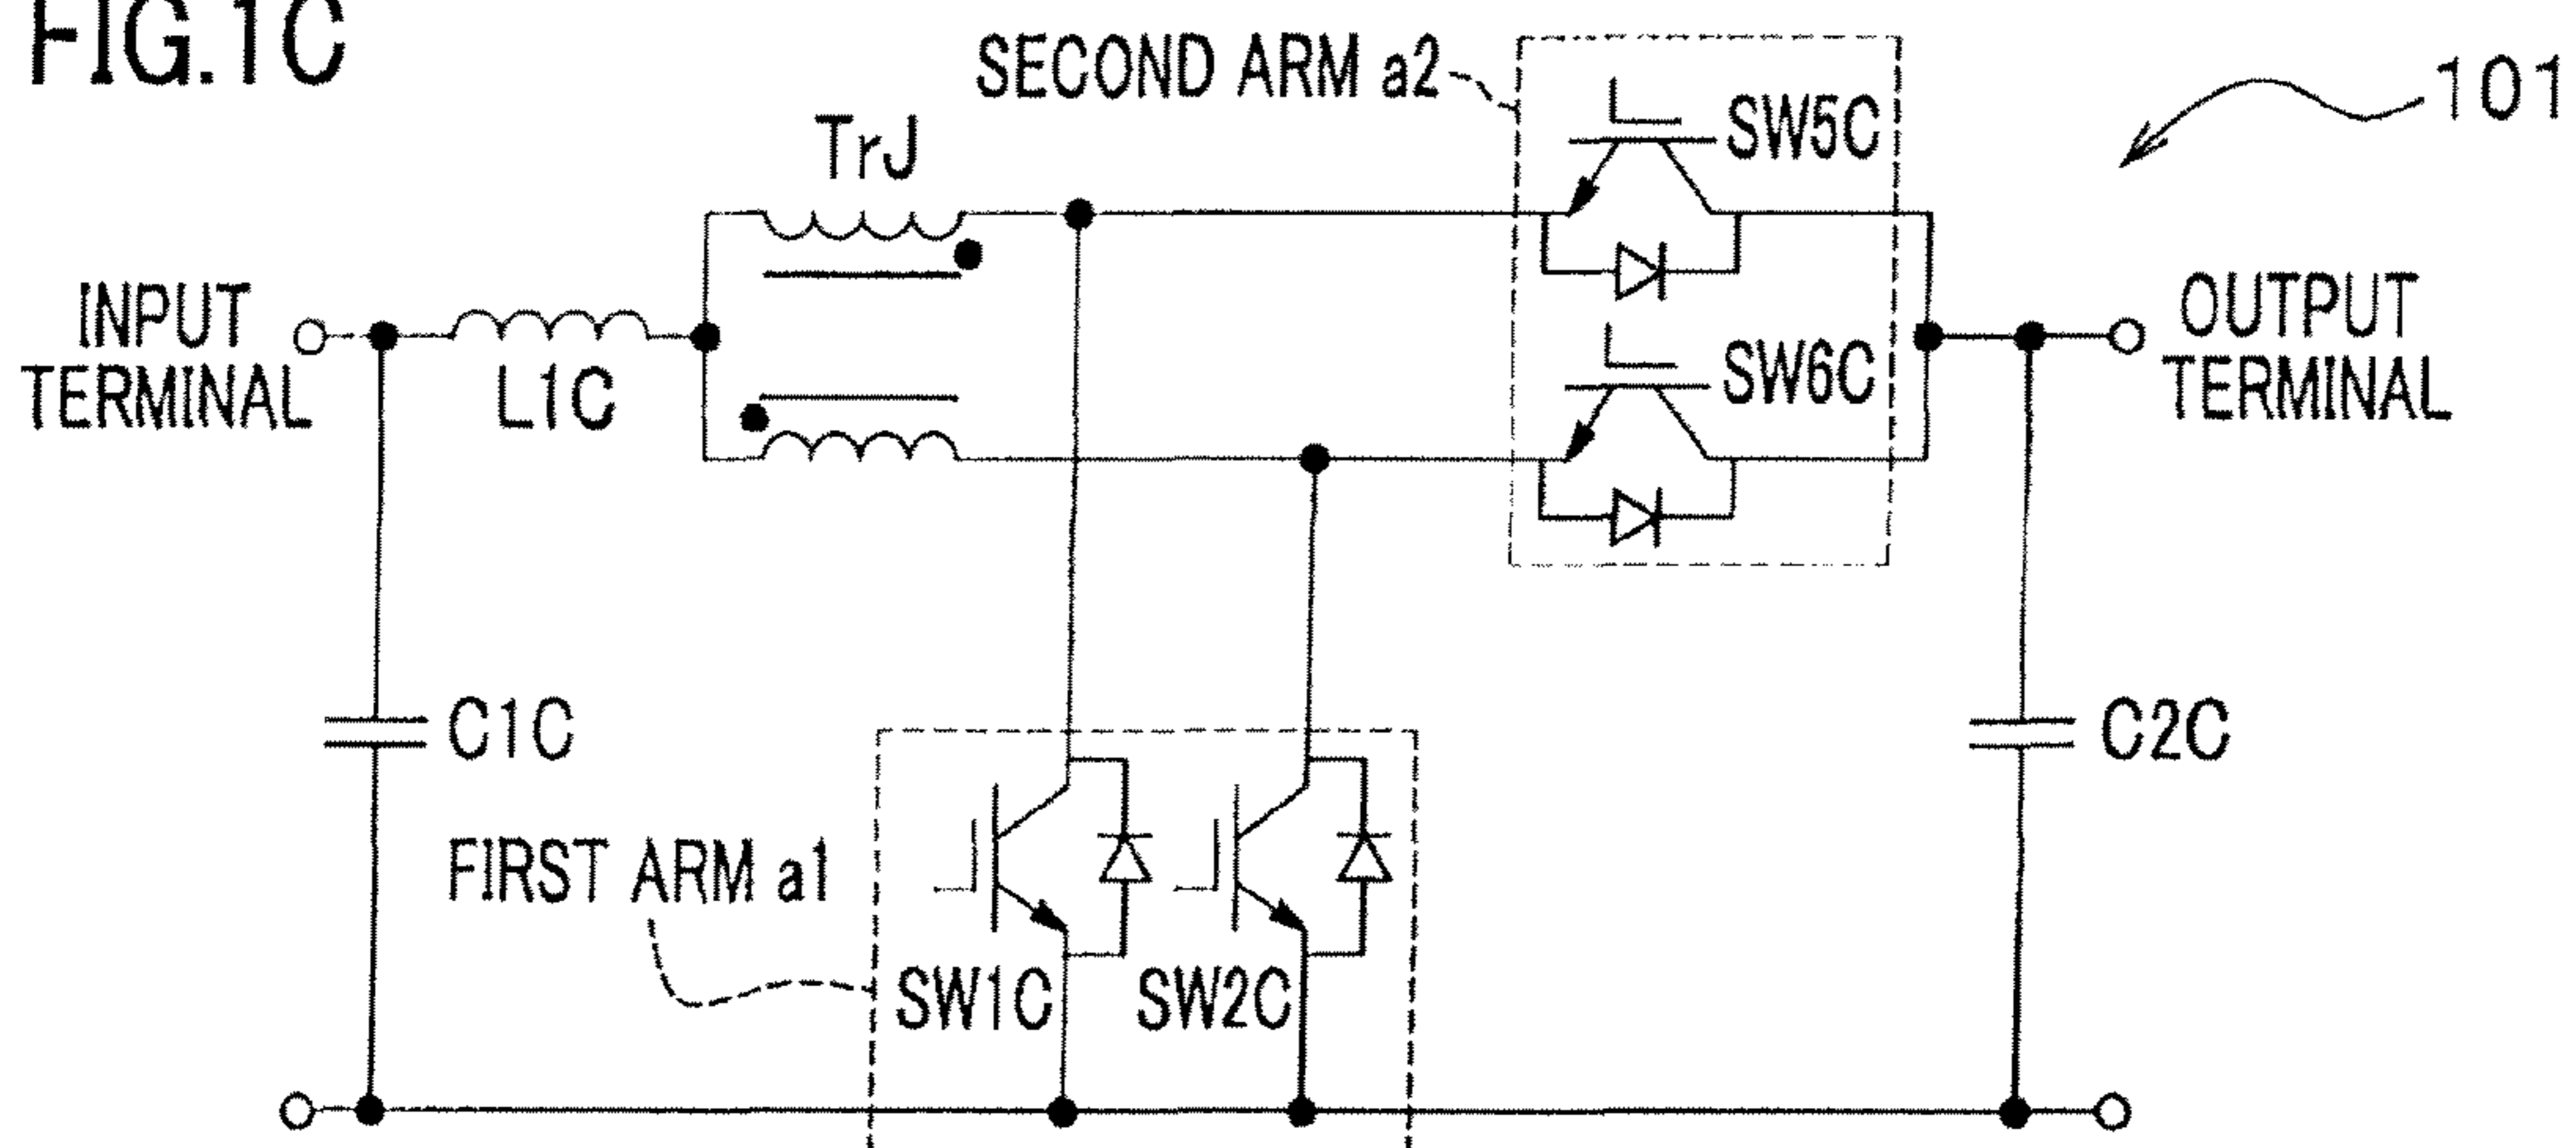 FIG.1C
SECOND ARM a2
101
TrJ
SW5C
INPUT
TERMINAL
L1C
SW6C
OUTPUT
TERMINAL
C1C
C2C
FIRST ARM a1
SW1C
SW2C